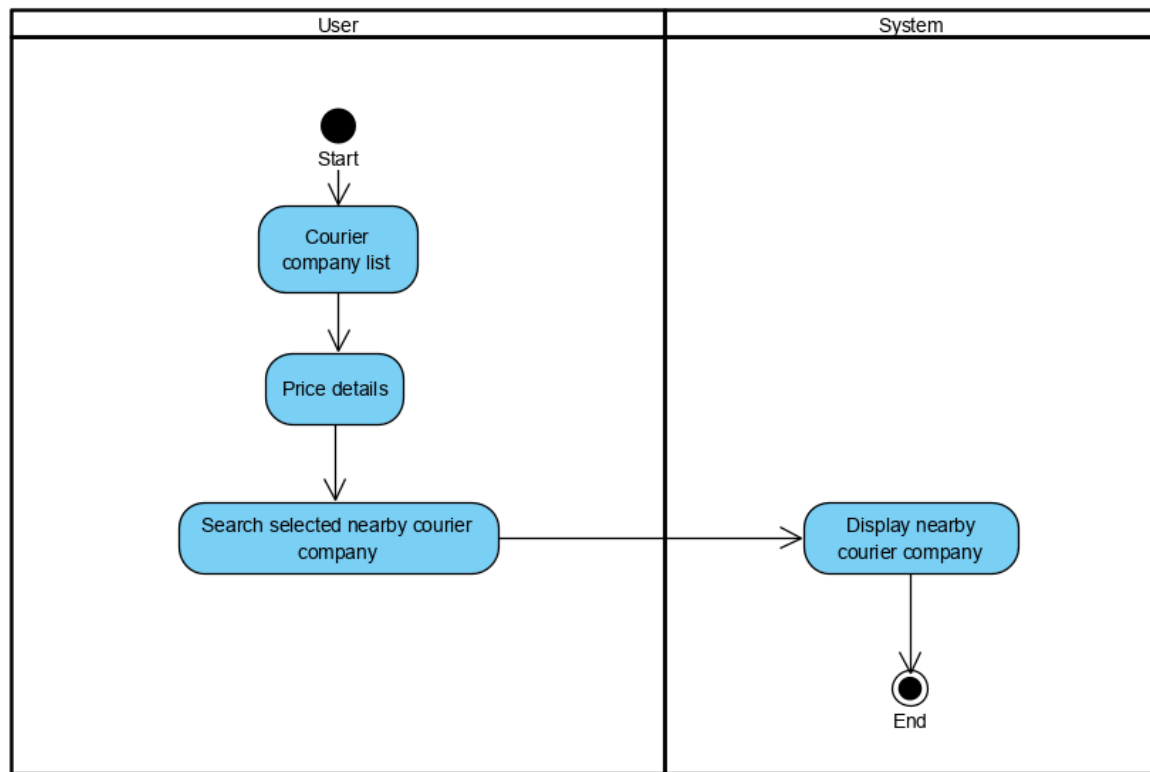 User
System
Start
Courier
company list
Price details
Search selected nearby courier
company
Display nearby
courier company
End